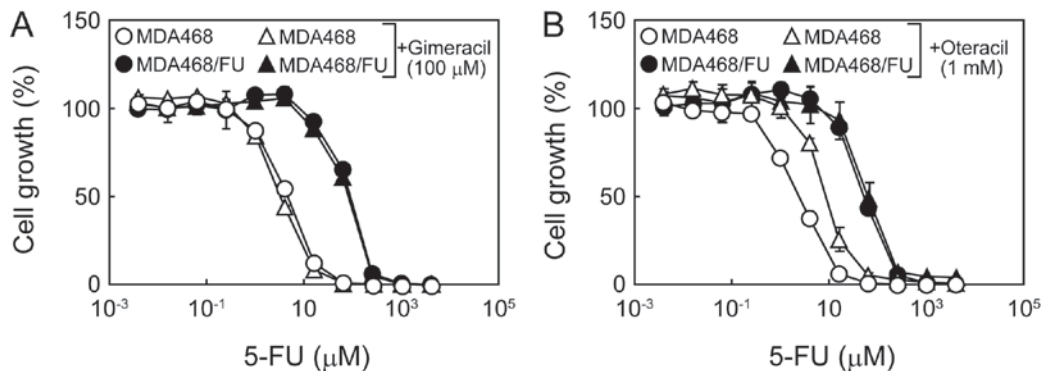 A
150
100
50
0
Cell growth (%)
○ MDA468 △ MDA468
● MDA468/FU ▲ MDA468/FU
+Gimeracil
(100 μM)
10⁻³ 10⁻¹ 10¹ 10³ 10⁵
5-FU (μM)
B
150
100
50
0
Cell growth (%)
○ MDA468 △ MDA468
● MDA468/FU ▲ MDA468/FU
+Oteracil
(1 mM)
10⁻³ 10⁻¹ 10¹ 10³ 10⁵
5-FU (μM)